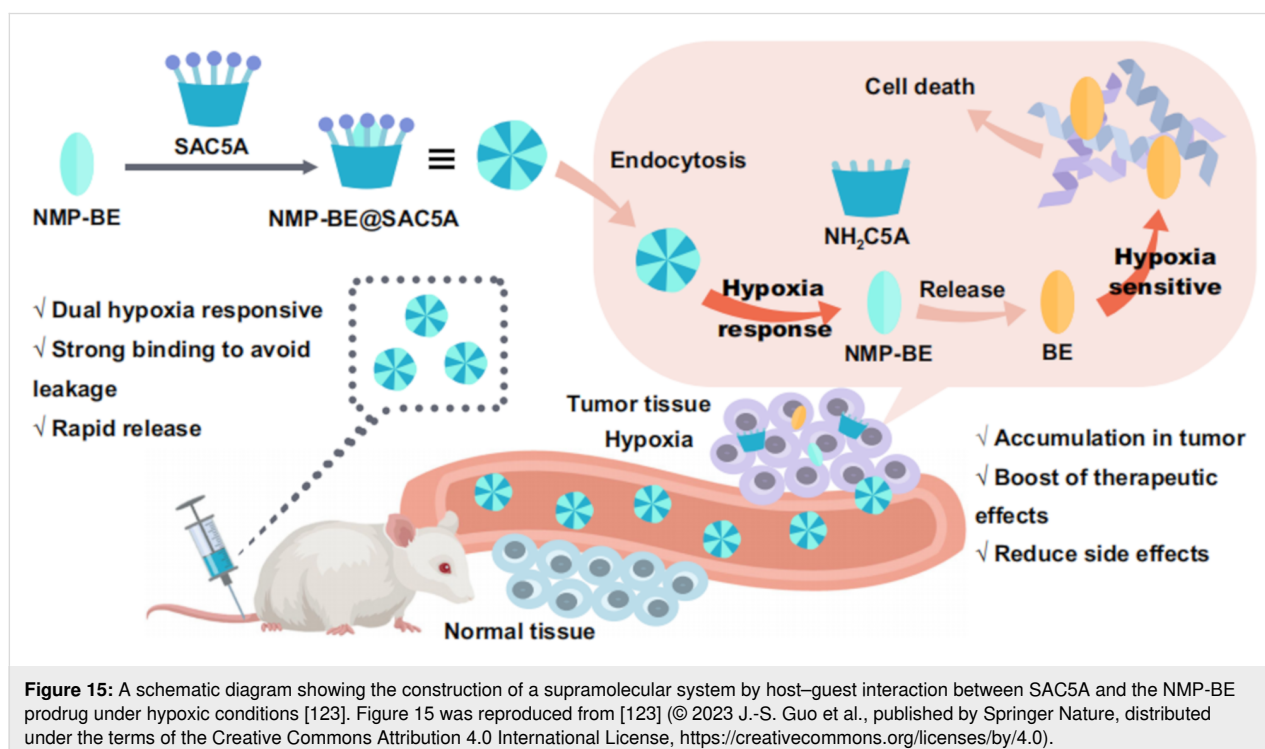 SAC5A
NMP-BE
NMP-BE@SAC5A
≡
Endocytosis
Cell death
NH₂C5A
Hypoxia
response
NMP-BE
Release
BE
Hypoxia
sensitive
√ Dual hypoxia responsive
√ Strong binding to avoid
leakage
√ Rapid release
Tumor tissue
Hypoxia
√ Accumulation in tumor
√ Boost of therapeutic
effects
√ Reduce side effects
Normal tissue
Figure 15: A schematic diagram showing the construction of a supramolecular system by host–guest interaction between SAC5A and the NMP-BE
prodrug under hypoxic conditions [123]. Figure 15 was reproduced from [123] (© 2023 J.-S. Guo et al., published by Springer Nature, distributed
under the terms of the Creative Commons Attribution 4.0 International License, https://creativecommons.org/licenses/by/4.0).